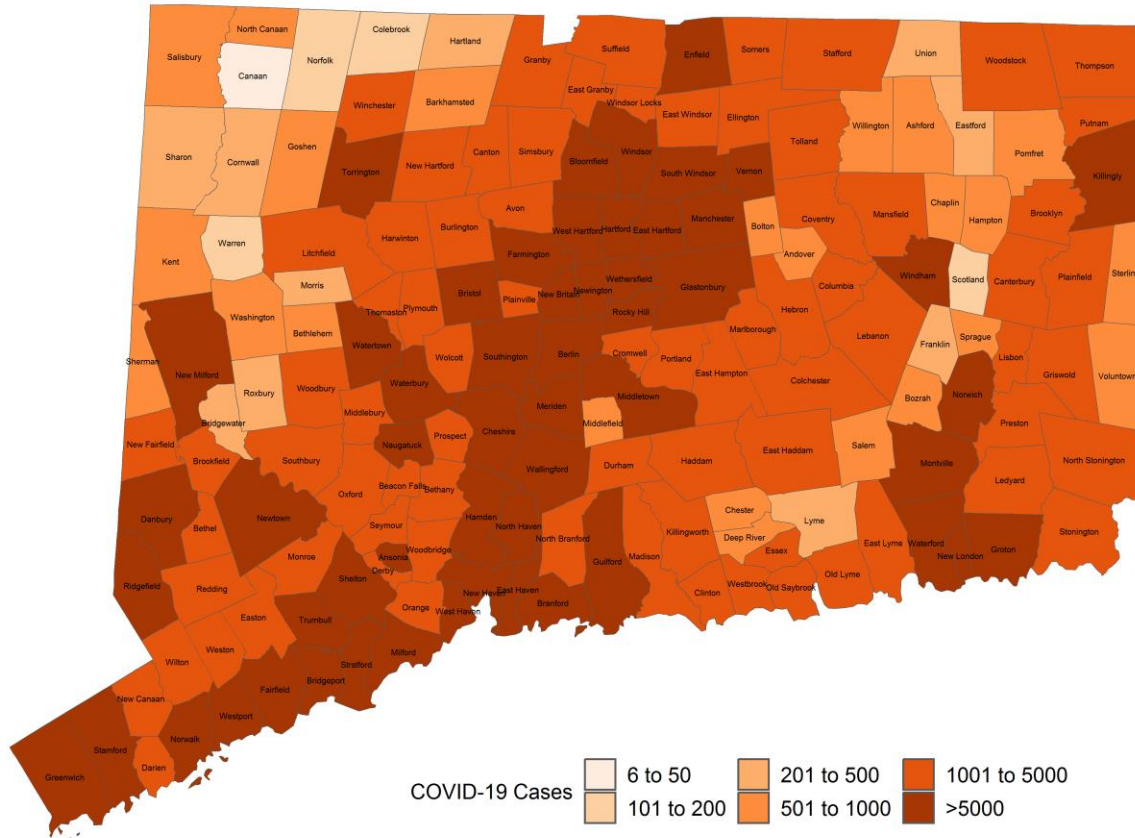 North Canaan
Colebrook
Hartland
Suffield
Enfield
Somers
Stafford
Union
Woodstock
Thompson
Salisbury
Norfolk
Granby
Canaan
East Granby
Windsor Locks
Winchester
Barkhamsted
East Windsor
Ellington
Willington
Ashford
Eastford
Putnam
Sharon
Cornwall
Goshen
Torrington
New Hartford
Canton
Simsbury
Bloomfield
Windsor
South Windsor
Vernon
Tolland
Pomfret
Killingly
Avon
Manchester
Mansfield
Chaplin
Hampton
Brooklyn
Kent
Warren
Litchfield
Harwinton
Burlington
West Hartford
Hartford
East Hartford
Bolton
Coventry
Andover
Farmington
Morris
Bristol
Plainville
New Britain
Newington
Wethersfield
Glastonbury
Columbia
Windham
Scotland
Canterbury
Plainfield
Sterlin
Washington
Bethlehem
Thomaston
Plymouth
Rocky Hill
Hebron
Marlborough
Lebanon
Franklin
Sprague
Lisbon
Griswold
Voluntown
Sherman
New Milford
Roxbury
Woodbury
Watertown
Waterbury
Wolcott
Southington
Berlin
Cromwell
Portland
East Hampton
Colchester
Bozrah
Norwich
Preston
Bridgewater
Middlebury
Meriden
Middletown
Middlefield
New Fairfield
Brookfield
Southbury
Naugatuck
Prospect
Cheshire
Wallingford
Durham
Haddam
East Haddam
Salem
Montville
North Stonington
Ledyard
Oxford
Beacon Falls
Bethany
Danbury
Bethel
Newtown
Seymour
Hamden
North Haven
North Branford
Guilford
Madison
Killingworth
Chester
Deep River
Essex
Lyme
East Lyme
Waterford
New London
Groton
Stonington
Monroe
Woodbridge
Ansonia
Derby
Ridgefield
Redding
Shelton
Orange
West Haven
New Haven
East Haven
Branford
Clinton
Westbrook
Old Saybrook
Old Lyme
Easton
Trumbull
Weston
Wilton
Milford
Stratford
Bridgeport
Fairfield
New Canaan
Westport
Norwalk
Stamford
Greenwich
Darien
COVID-19 Cases
6 to 50
101 to 200
201 to 500
501 to 1000
1001 to 5000
>5000